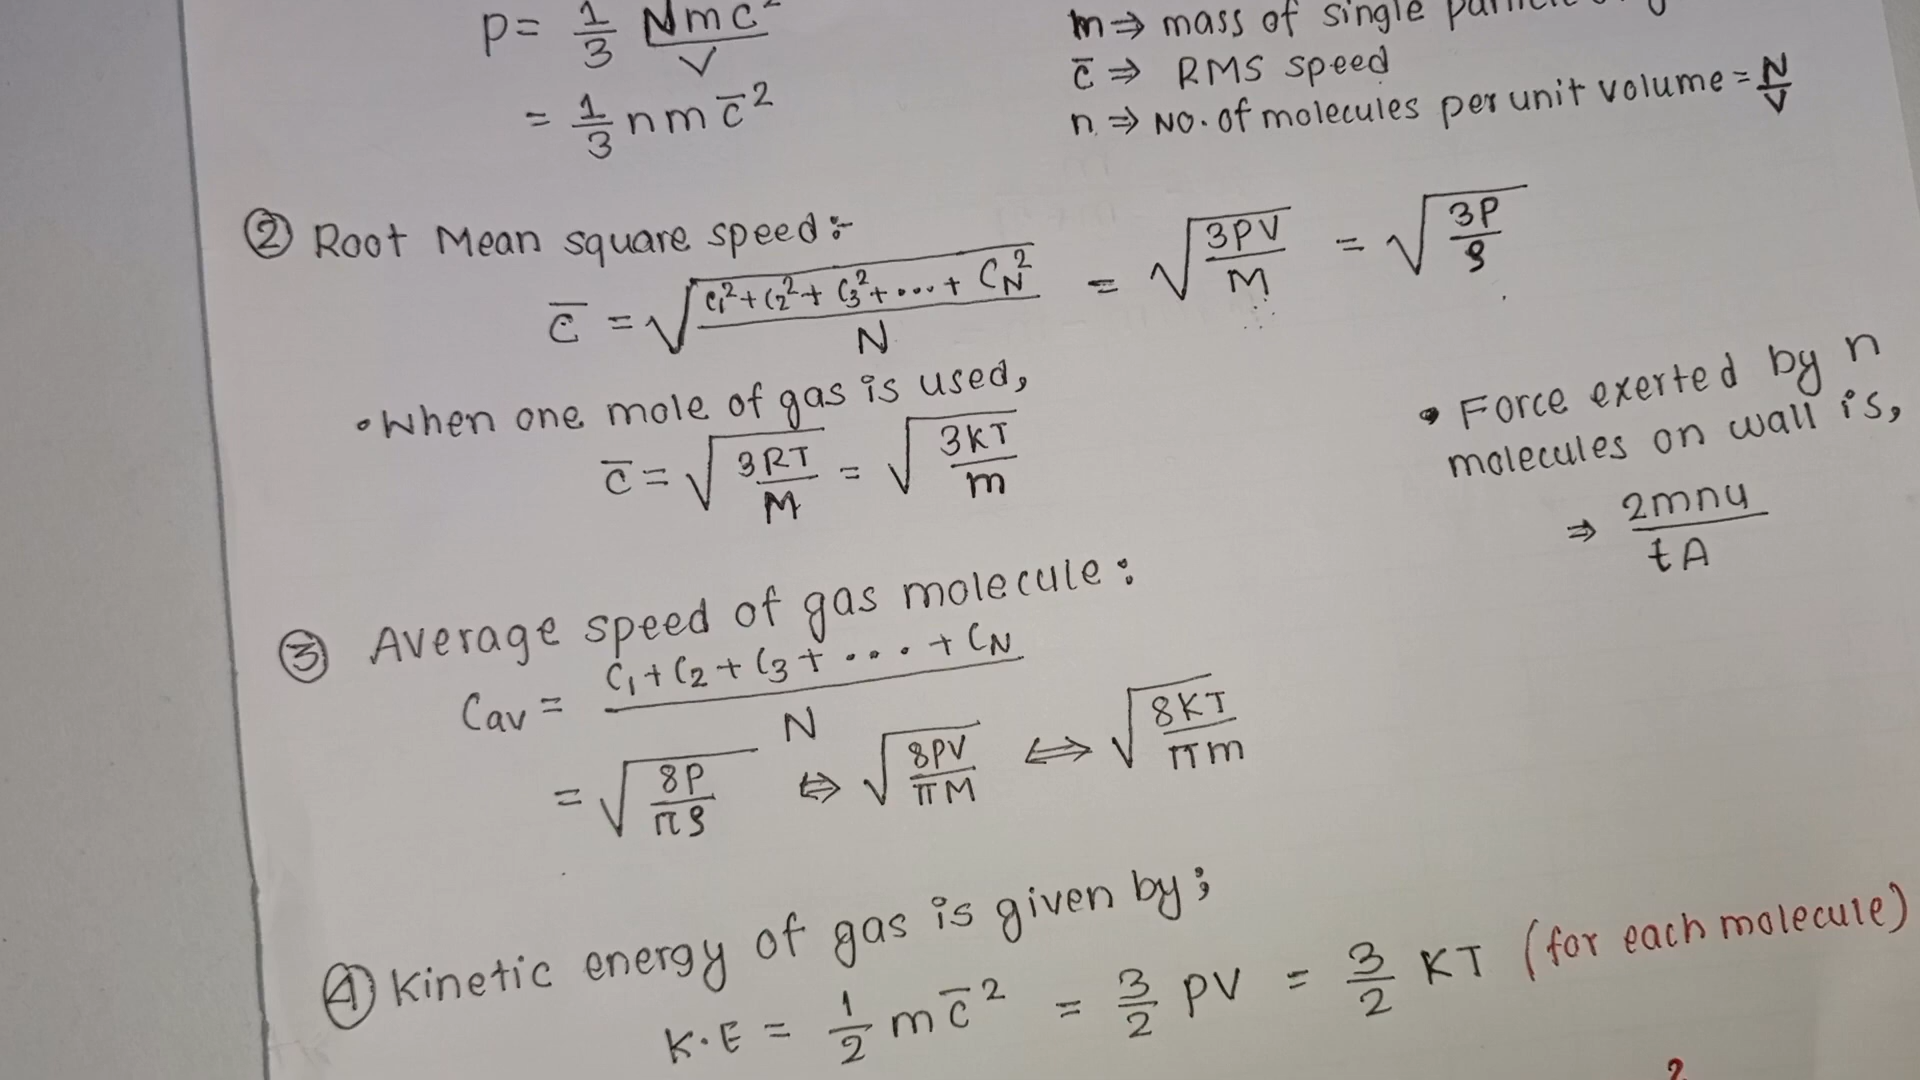 P = 1/3 Nmc²/V
= 1/3 nm c̄²
m ⇒ mass of single
c̄ ⇒ RMS speed
n ⇒ No. of molecules per unit volume = N/V
② Root Mean square speed :-
c̄ = √((c₁² + c₂² + c₃² + .... + C_N²)/N) = √(3PV/M) = √(3P/ρ)
• When one mole of gas is used,
c̄ = √(3RT/M) = √(3KT/m)
• Force exerted by n
molecules on wall is,
⇒ 2mnu/tA
③ Average speed of gas molecule :
Cav = (C₁ + C₂ + C₃ + .... + C_N)/N
= √(8P/πρ) ⇔ √(8PV/πM) ⇔ √(8KT/πm)
④ Kinetic energy of gas is given by ;
K.E = 1/2 m c̄² = 3/2 PV = 3/2 KT (for each molecule)
2